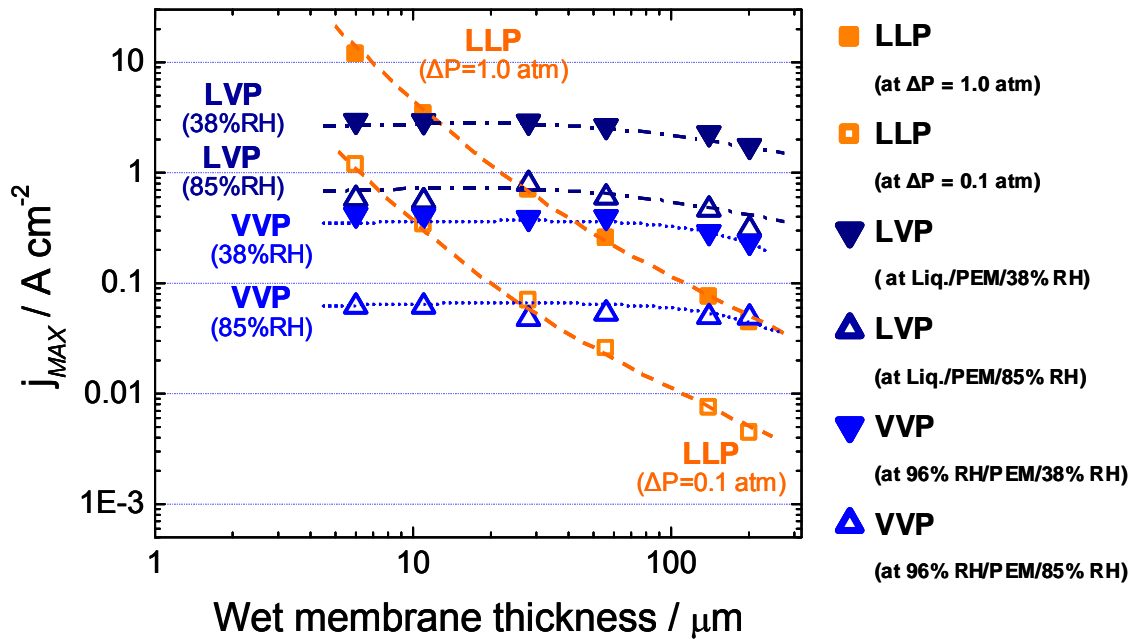 10
1
0.1
0.01
1E-3
j_MAX / A cm⁻²
1
10
100
Wet membrane thickness / μm
LLP
(ΔP=1.0 atm)
LVP
(38%RH)
LVP
(85%RH)
VVP
(38%RH)
VVP
(85%RH)
LLP
(ΔP=0.1 atm)
LLP
(at ΔP = 1.0 atm)
LLP
(at ΔP = 0.1 atm)
LVP
( at Liq./PEM/38% RH)
LVP
(at Liq./PEM/85% RH)
VVP
(at 96% RH/PEM/38% RH)
VVP
(at 96% RH/PEM/85% RH)